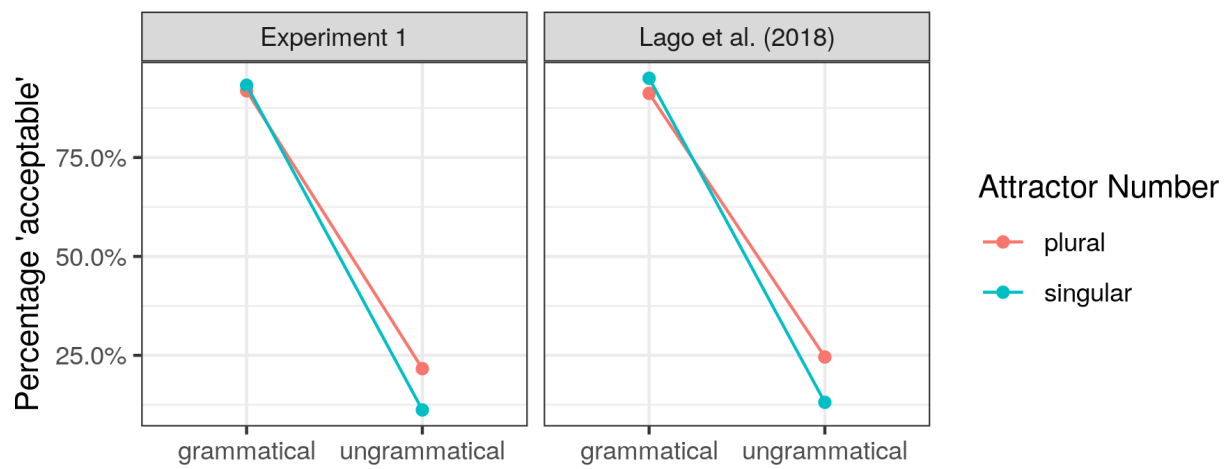 Experiment 1
Lago et al. (2018)
Percentage 'acceptable'
75.0%
50.0%
25.0%
grammatical
ungrammatical
grammatical
ungrammatical
Attractor Number
plural
singular